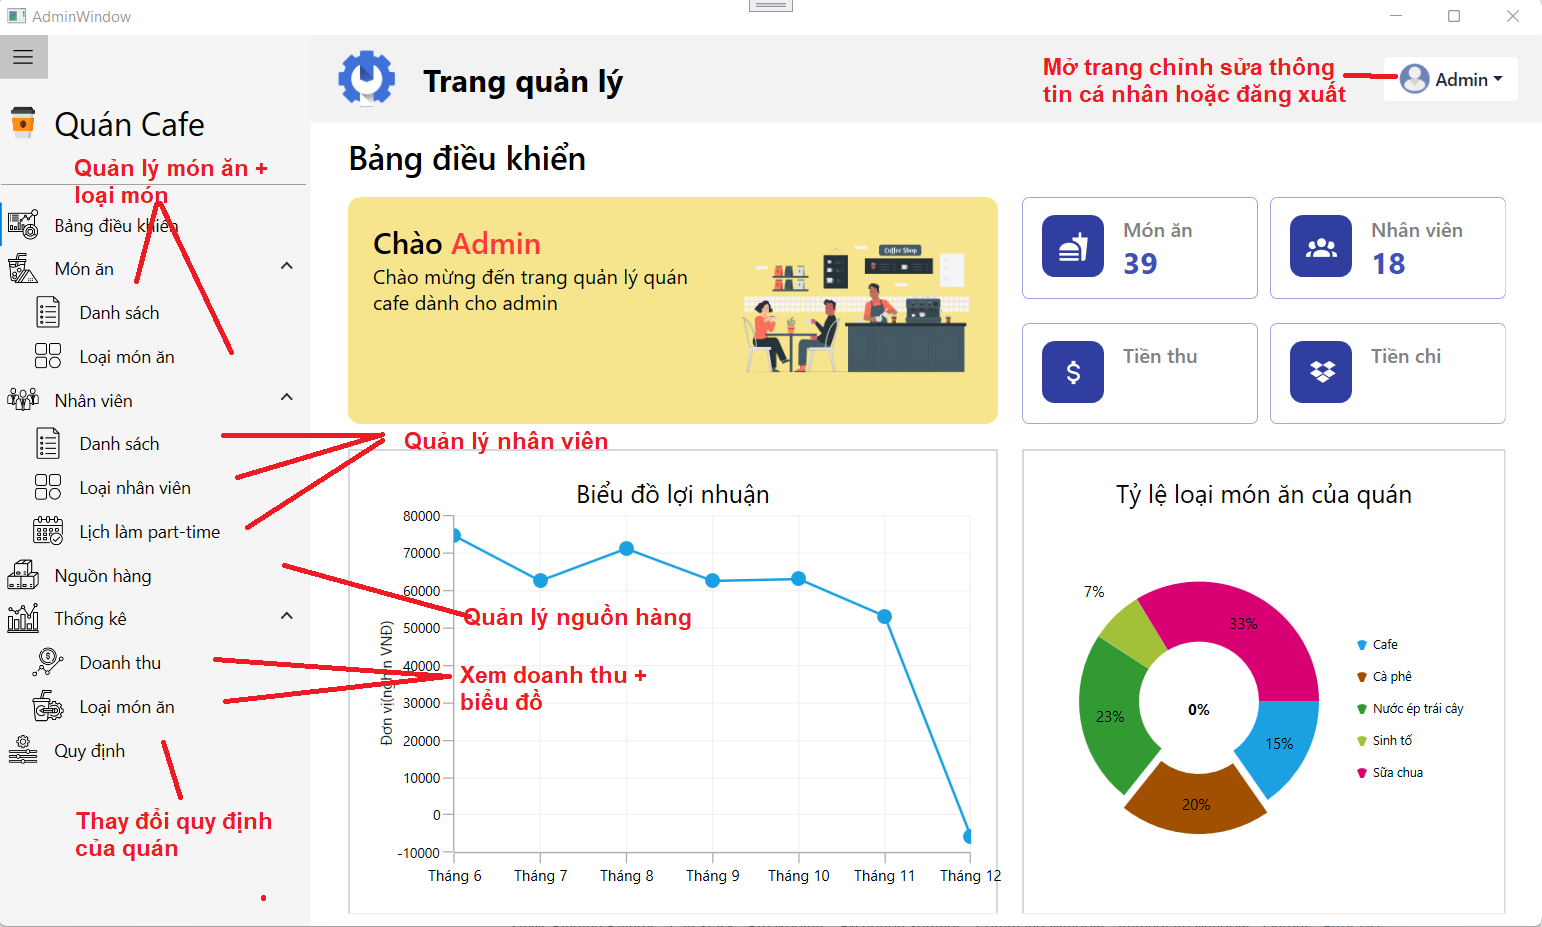 AdminWindow
Trang quản lý
Mở trang chỉnh sửa thông
tin cá nhân hoặc đăng xuất
Admin
Quán Cafe
Quản lý món ăn +
loại món
Bảng điều khiển
Món ăn
Danh sách
Loại món ăn
Nhân viên
Danh sách
Loại nhân viên
Lịch làm part-time
Nguồn hàng
Thống kê
Doanh thu
Loại món ăn
Quy định
Thay đổi quy định
của quán
Bảng điều khiển
Chào Admin
Chào mừng đến trang quản lý quán
cafe dành cho admin
Coffee Shop
Món ăn
39
Nhân viên
18
Tiền thu
Tiền chi
Quản lý nhân viên
Quản lý nguồn hàng
Xem doanh thu +
biểu đồ
Biểu đồ lợi nhuận
Đơn vị(nghìn VNĐ)
80000
70000
60000
50000
40000
30000
20000
10000
0
-10000
Tháng 6
Tháng 7
Tháng 8
Tháng 9
Tháng 10
Tháng 11
Tháng 12
Tỷ lệ loại món ăn của quán
7%
33%
23%
0%
15%
20%
Cafe
Cà phê
Nước ép trái cây
Sinh tố
Sữa chua